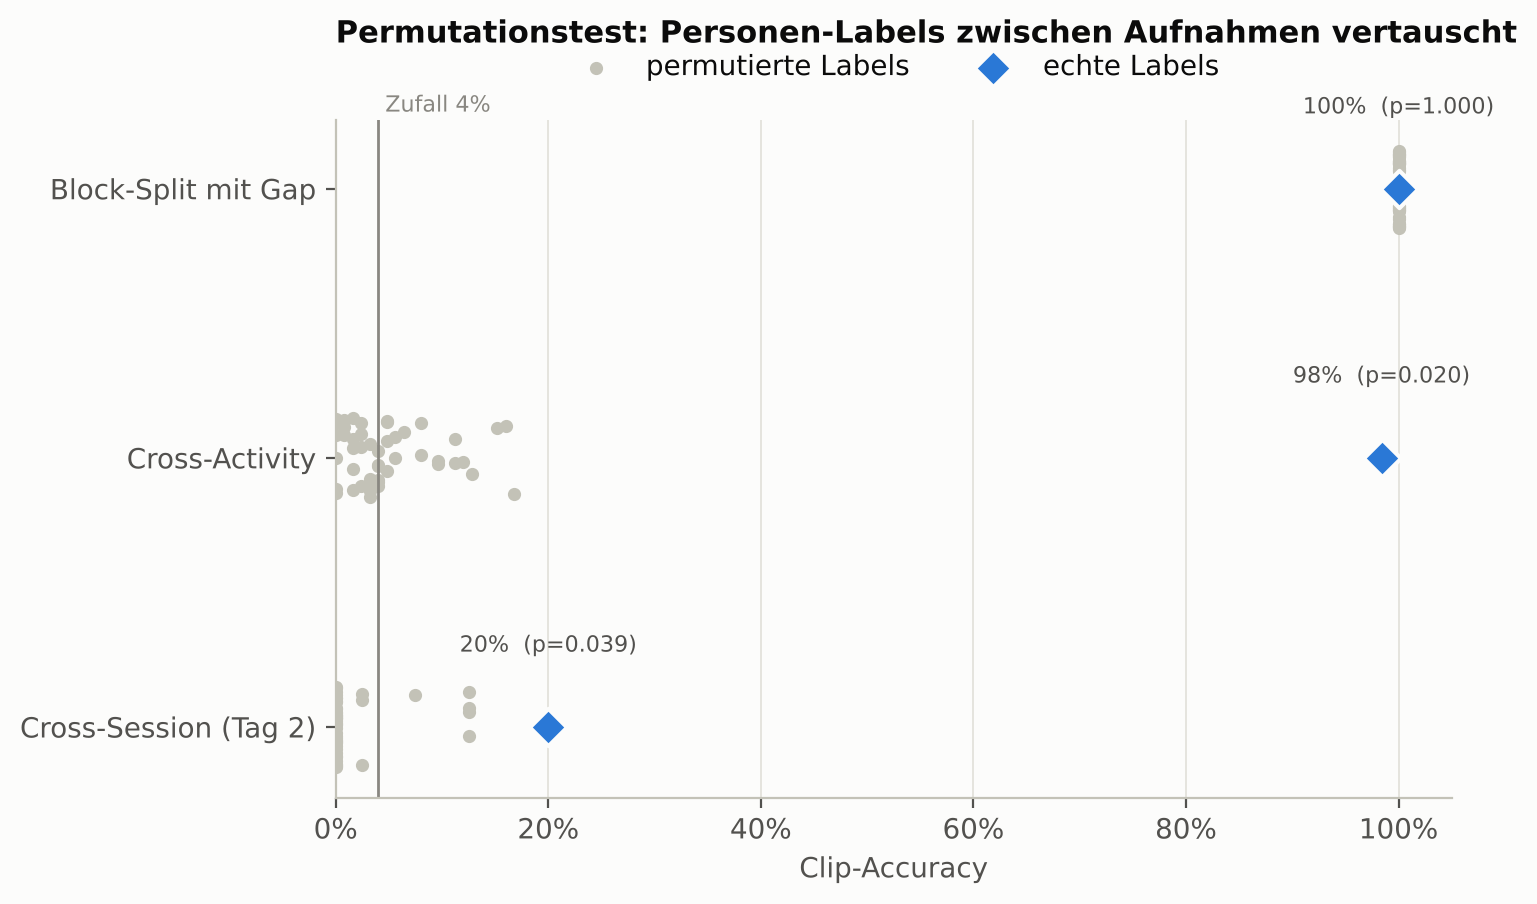 Permutationstest: Personen-Labels zwischen Aufnahmen vertauscht
permutierte Labels echte Labels
Zufall 4%
100% (p=1.000)
Block-Split mit Gap
98% (p=0.020)
Cross-Activity
20% (p=0.039)
Cross-Session (Tag 2)
0% 20% 40% 60% 80% 100%
Clip-Accuracy